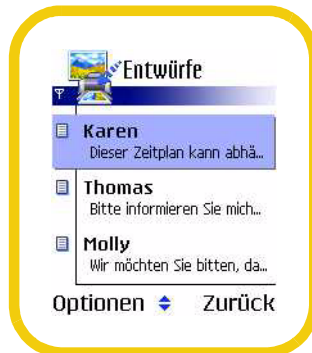 Entwürfe
Karen
Dieser Zeitplan kann abhä...
Thomas
Bitte informieren Sie mich...
Molly
Wir möchten Sie bitten, da...
Optionen Zurück